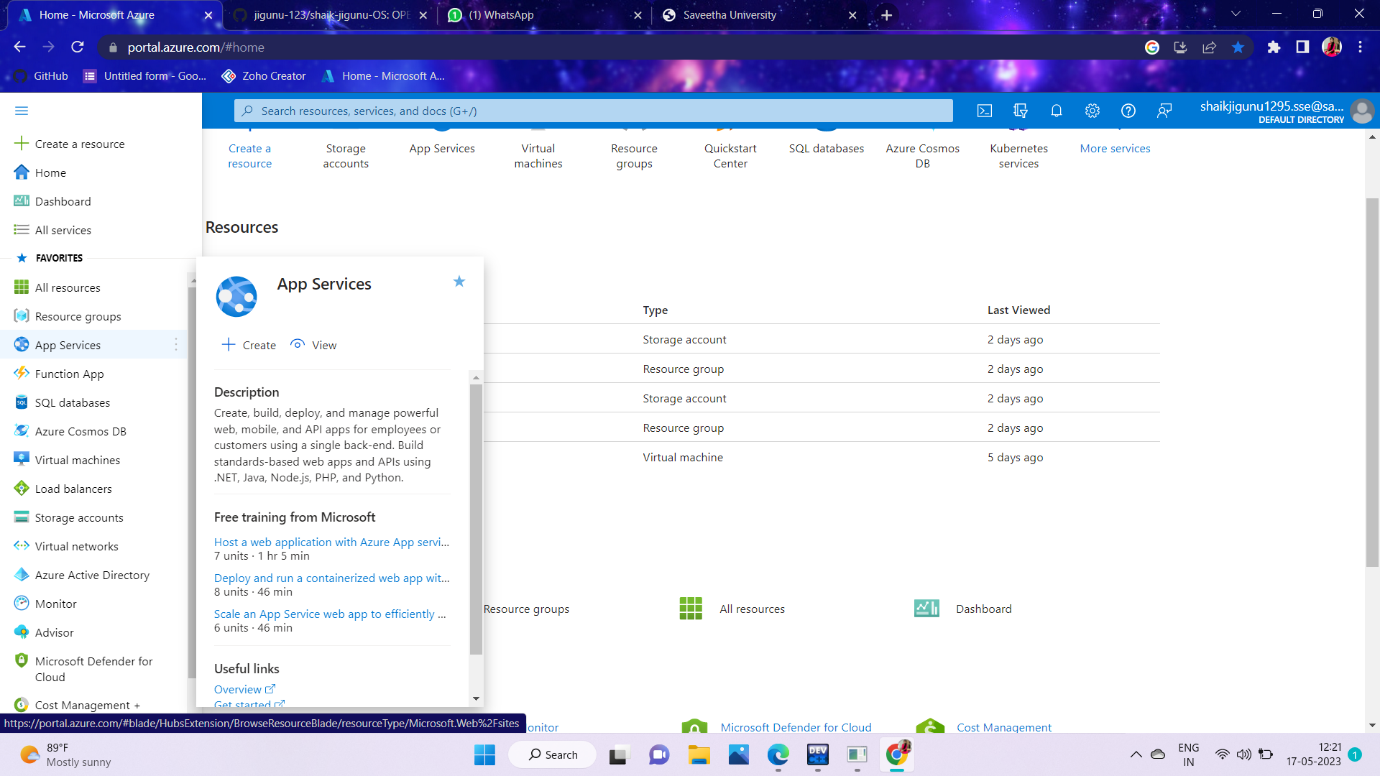 Home - Microsoft Azure
jigunu-123/shaik-jigunu-OS: OPE
(1) WhatsApp
Saveetha University
portal.azure.com/#home
GitHub
Untitled form - Goo...
Zoho Creator
Home - Microsoft A...
Search resources, services, and docs (G+/)
shaikjigunu1295.sse@sa...
DEFAULT DIRECTORY
Create a resource
Home
Dashboard
All services
FAVORITES
All resources
Resource groups
App Services
Function App
SQL databases
Azure Cosmos DB
Virtual machines
Load balancers
Storage accounts
Virtual networks
Azure Active Directory
Monitor
Advisor
Microsoft Defender for
Cloud
Cost Management +
Create a
resource
Storage
accounts
App Services
Virtual
machines
Resource
groups
Quickstart
Center
SQL databases
Azure Cosmos
DB
Kubernetes
services
More services
Resources
App Services
Create
View
Description
Create, build, deploy, and manage powerful
web, mobile, and API apps for employees or
customers using a single back-end. Build
standards-based web apps and APIs using
.NET, Java, Node.js, PHP, and Python.
Free training from Microsoft
Host a web application with Azure App servi...
7 units · 1 hr 5 min
Deploy and run a containerized web app wit...
8 units · 46 min
Scale an App Service web app to efficiently ...
6 units · 46 min
Useful links
Overview
Get started
Type Last Viewed
Storage account 2 days ago
Resource group 2 days ago
Storage account 2 days ago
Resource group 2 days ago
Virtual machine 5 days ago
Resource groups
All resources
Dashboard
onitor
Microsoft Defender for Cloud
Cost Management
https://portal.azure.com/#blade/HubsExtension/BrowseResourceBlade/resourceType/Microsoft.Web%2Fsites
89°F
Mostly sunny
Search
DEV
ENG
IN
12:21
17-05-2023
1